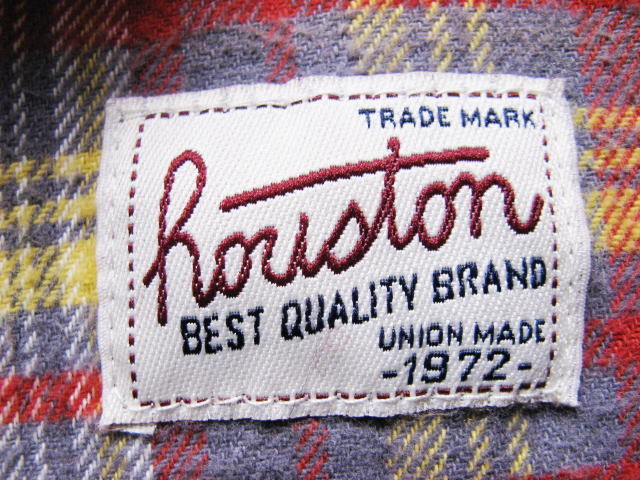 TRADE MARK
houston
BEST QUALITY BRAND
UNION MADE
-1972-